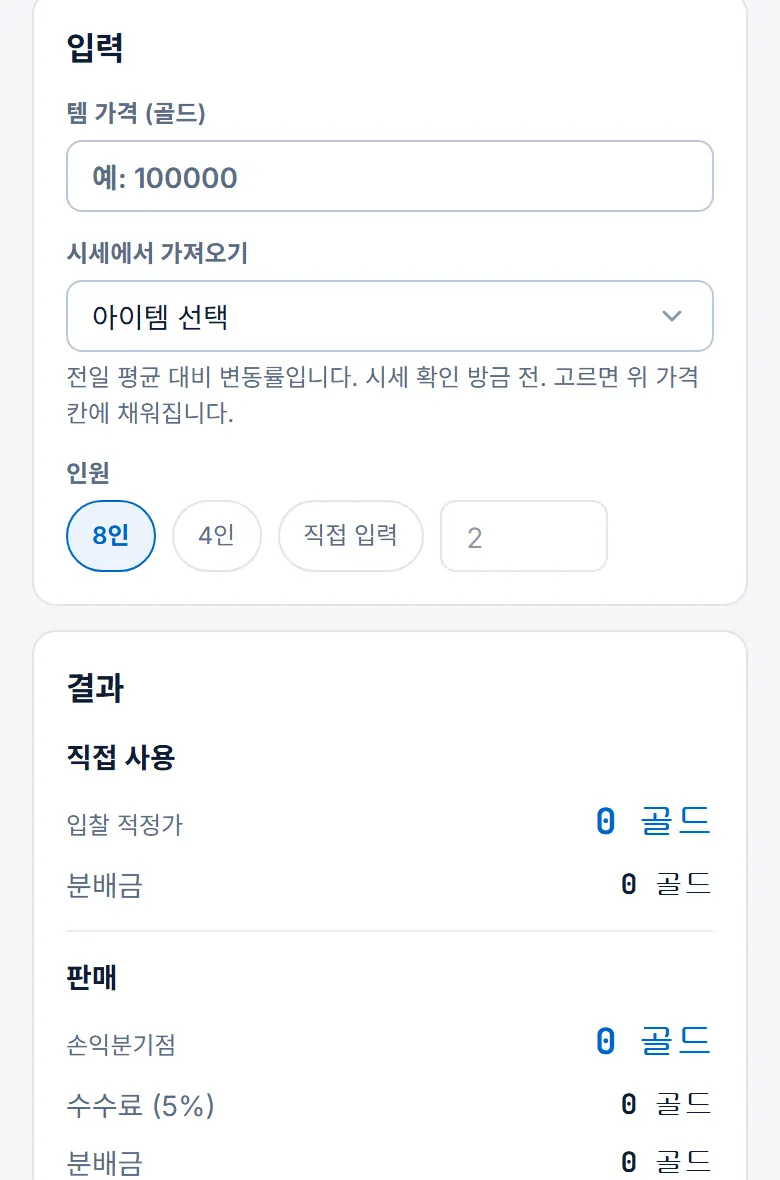 입력
템 가격 (골드)
예: 100000
시세에서 가져오기
아이템 선택
전일 평균 대비 변동률입니다. 시세 확인 방금 전. 고르면 위 가격
칸에 채워집니다.
인원
8인 4인 직접 입력 2
결과
직접 사용
입찰 적정가 0 골드
분배금 0 골드
판매
손익분기점 0 골드
수수료 (5%) 0 골드
분배금 0 골드